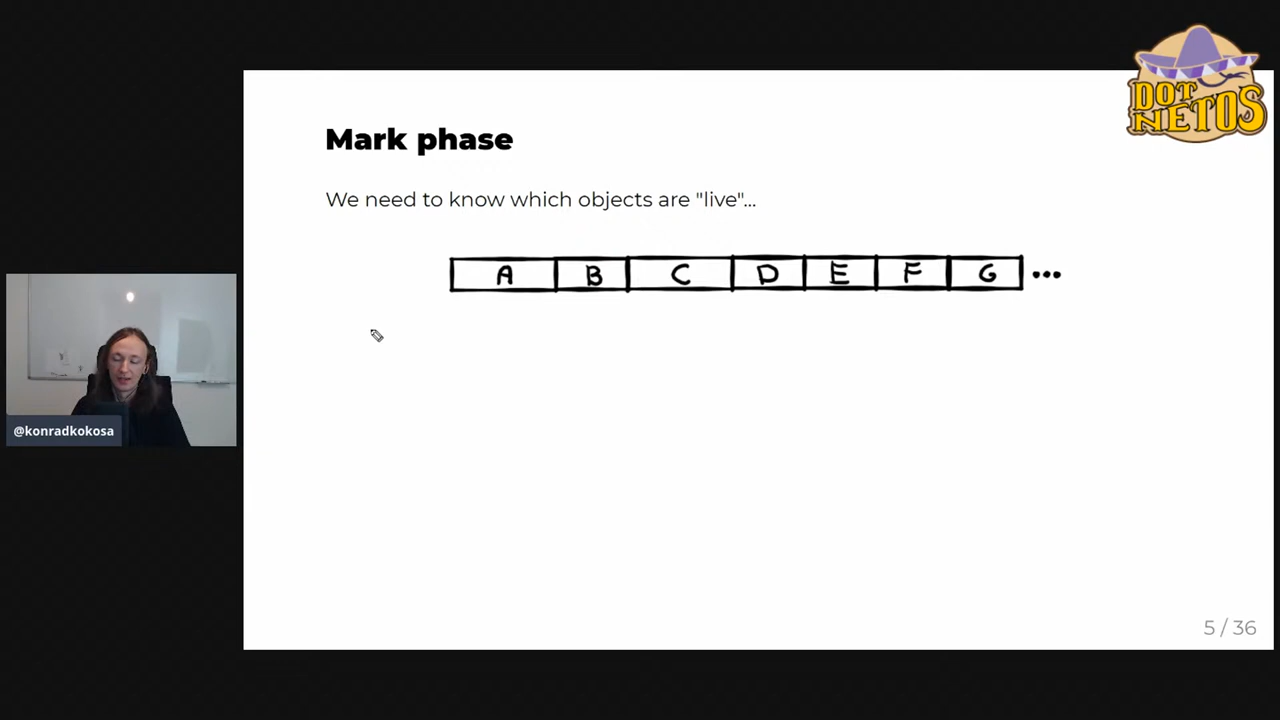 DOT
NETOS
Mark phase
We need to know which objects are "live"...
A B C D E F G ...
@konradkokosa
5 / 36